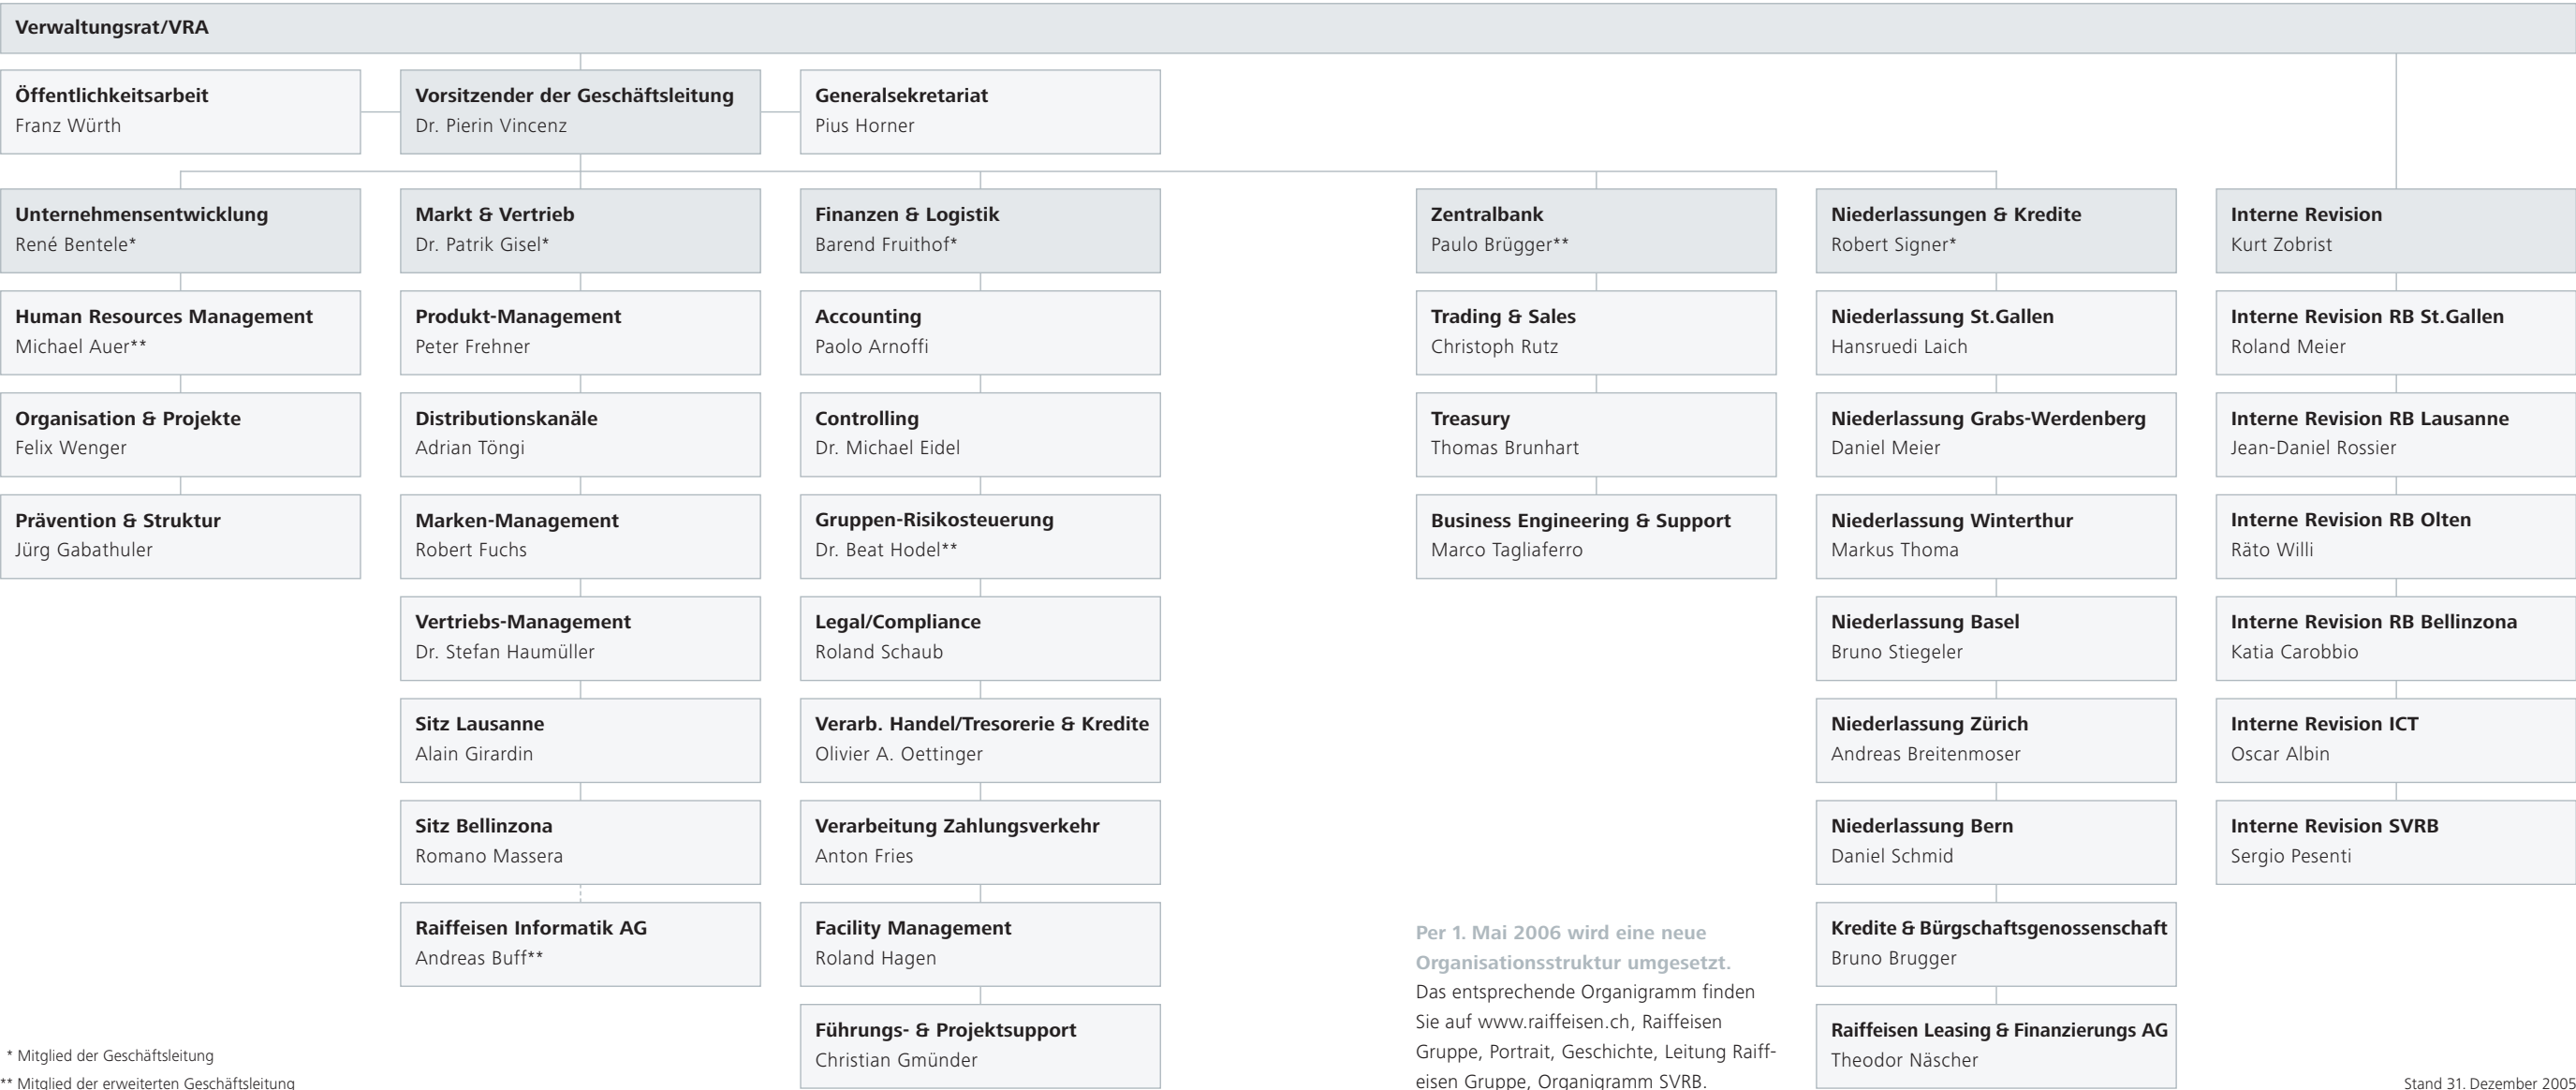 Verwaltungsrat/VRA
Öffentlichkeitsarbeit
Franz Würth
Vorsitzender der Geschäftsleitung
Dr. Pierin Vincenz
Generalsekretariat
Pius Horner
Unternehmensentwicklung
René Bentele*
Human Resources Management
Michael Auer**
Organisation & Projekte
Felix Wenger
Prävention & Struktur
Jürg Gabathuler
Markt & Vertrieb
Dr. Patrik Gisel*
Produkt-Management
Peter Frehner
Distributionskanäle
Adrian Töngi
Marken-Management
Robert Fuchs
Vertriebs-Management
Dr. Stefan Haumüller
Sitz Lausanne
Alain Girardin
Sitz Bellinzona
Romano Massera
Raiffeisen Informatik AG
Andreas Buff**
Finanzen & Logistik
Barend Fruithof*
Accounting
Paolo Arnoffi
Controlling
Dr. Michael Eidel
Gruppen-Risikosteuerung
Dr. Beat Hodel**
Legal/Compliance
Roland Schaub
Verarb. Handel/Tresorerie & Kredite
Olivier A. Oettinger
Verarbeitung Zahlungsverkehr
Anton Fries
Facility Management
Roland Hagen
Führungs- & Projektsupport
Christian Gmünder
Zentralbank
Paulo Brügger**
Trading & Sales
Christoph Rutz
Treasury
Thomas Brunhart
Business Engineering & Support
Marco Tagliaferro
Niederlassungen & Kredite
Robert Signer*
Niederlassung St.Gallen
Hansruedi Laich
Niederlassung Grabs-Werdenberg
Daniel Meier
Niederlassung Winterthur
Markus Thoma
Niederlassung Basel
Bruno Stiegeler
Niederlassung Zürich
Andreas Breitenmoser
Niederlassung Bern
Daniel Schmid
Kredite & Bürgschaftsgenossenschaft
Bruno Brugger
Raiffeisen Leasing & Finanzierungs AG
Theodor Näscher
Interne Revision
Kurt Zobrist
Interne Revision RB St.Gallen
Roland Meier
Interne Revision RB Lausanne
Jean-Daniel Rossier
Interne Revision RB Olten
Räto Willi
Interne Revision RB Bellinzona
Katia Carobbio
Interne Revision ICT
Oscar Albin
Interne Revision SVRB
Sergio Pesenti
Per 1. Mai 2006 wird eine neue
Organisationsstruktur umgesetzt.
Das entsprechende Organigramm finden
Sie auf www.raiffeisen.ch, Raiffeisen
Gruppe, Portrait, Geschichte, Leitung Raiff-
eisen Gruppe, Organigramm SVRB.
* Mitglied der Geschäftsleitung
** Mitglied der erweiterten Geschäftsleitung
Stand 31. Dezember 2005